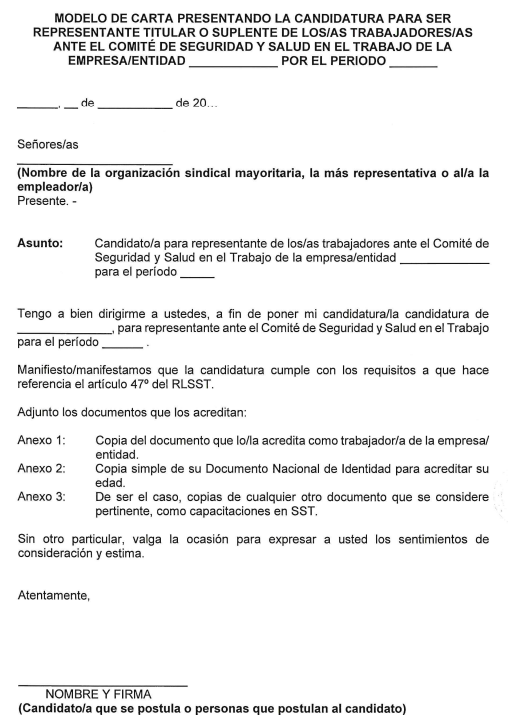 MODELO DE CARTA PRESENTANDO LA CANDIDATURA PARA SER
REPRESENTANTE TITULAR O SUPLENTE DE LOS/AS TRABAJADORES/AS
ANTE EL COMITÉ DE SEGURIDAD Y SALUD EN EL TRABAJO DE LA
EMPRESA/ENTIDAD _____________ POR EL PERIODO _______
______, __ de ___________ de 20…
Señores/as
_______________________
(Nombre de la organización sindical mayoritaria, la más representativa o al/a la
empleador/a)
Presente. -
Asunto: Candidato/a para representante de los/as trabajadores ante el Comité de
Seguridad y Salud en el Trabajo de la empresa/entidad _____________
para el período _____
Tengo a bien dirigirme a ustedes, a fin de poner mi candidatura/la candidatura de
______________, para representante ante el Comité de Seguridad y Salud en el Trabajo
para el período ______ .
Manifiesto/manifestamos que la candidatura cumple con los requisitos a que hace
referencia el artículo 47º del RLSST.
Adjunto los documentos que los acreditan:
Anexo 1: Copia del documento que lo/la acredita como trabajador/a de la empresa/
entidad.
Anexo 2: Copia simple de su Documento Nacional de Identidad para acreditar su
edad.
Anexo 3: De ser el caso, copias de cualquier otro documento que se considere
pertinente, como capacitaciones en SST.
Sin otro particular, valga la ocasión para expresar a usted los sentimientos de
consideración y estima.
Atentamente,
_________________________
NOMBRE Y FIRMA
(Candidato/a que se postula o personas que postulan al candidato)